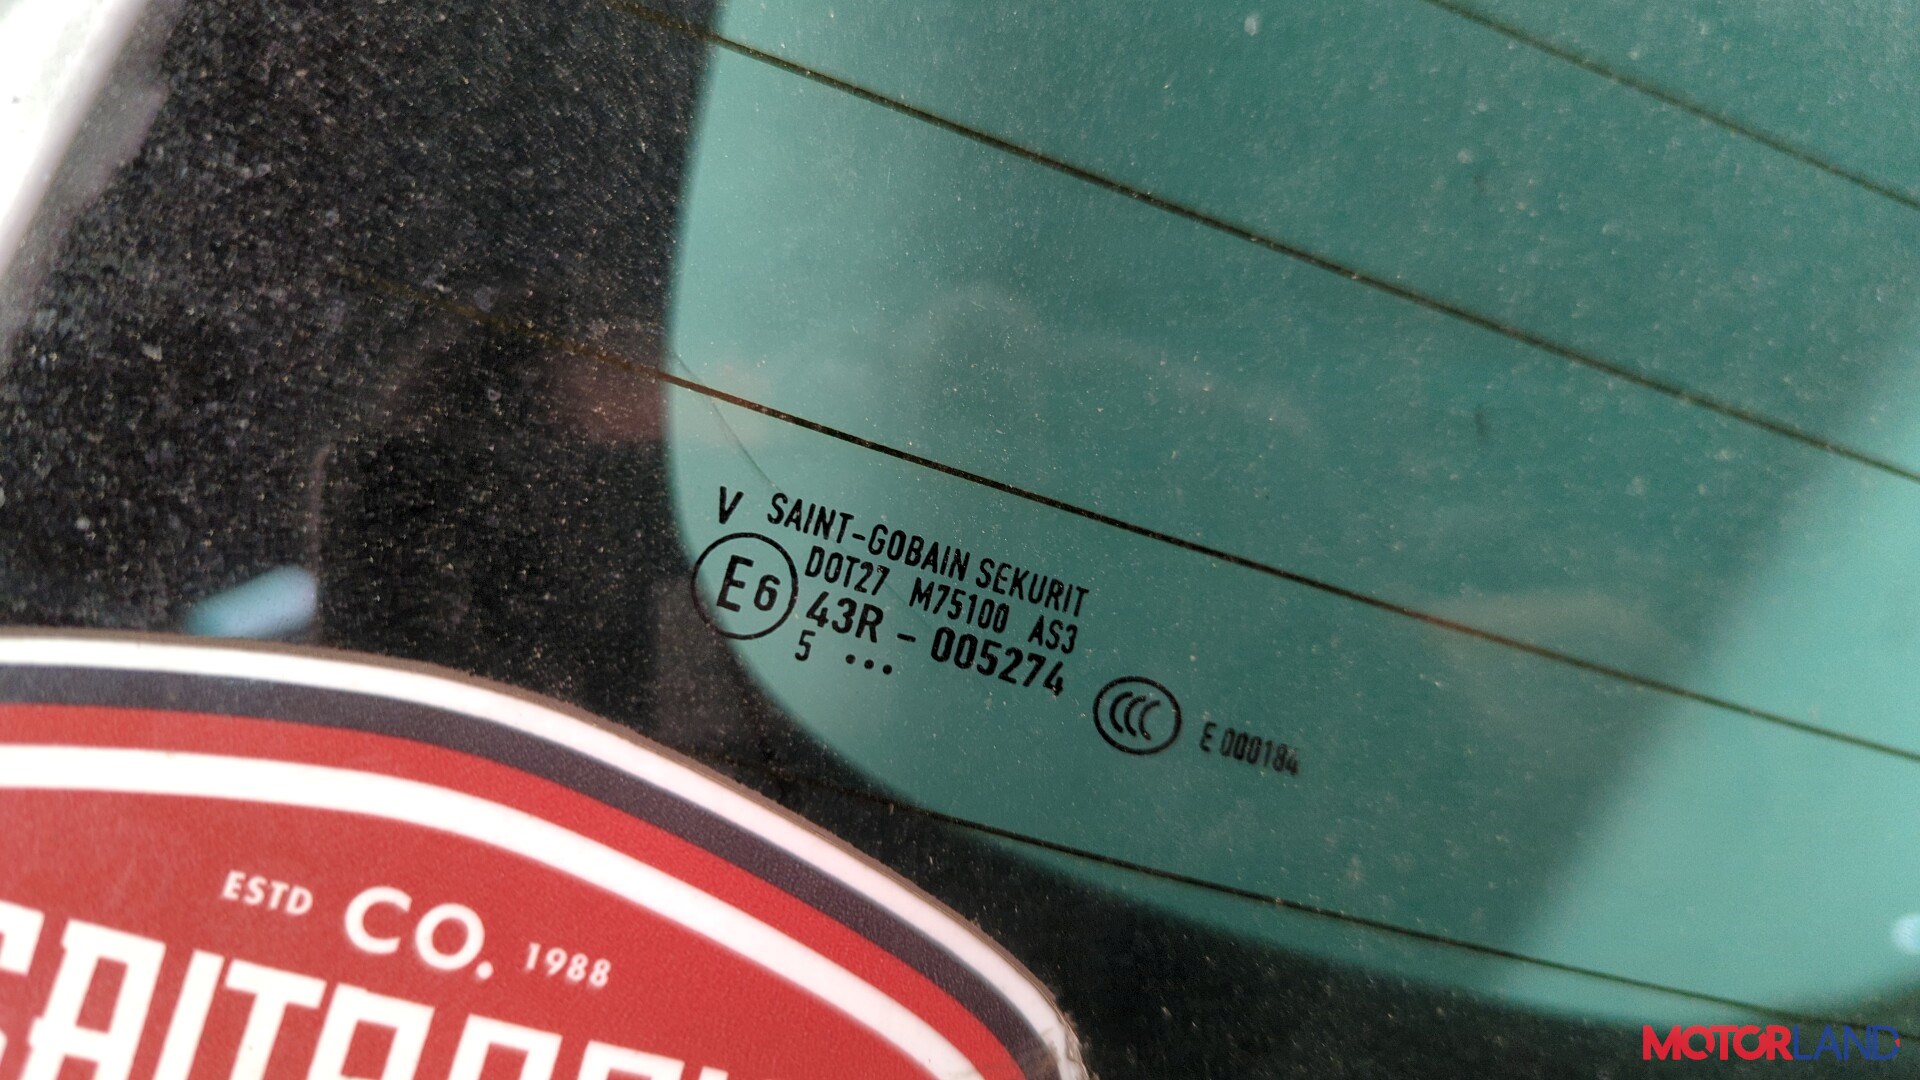 V SAINT-GOBAIN SEKURIT
DOT27 M75100 AS3
E6 43R - 005274
5 ...
CCC E 000184
ESTD CO. 1988
MOTORLAND